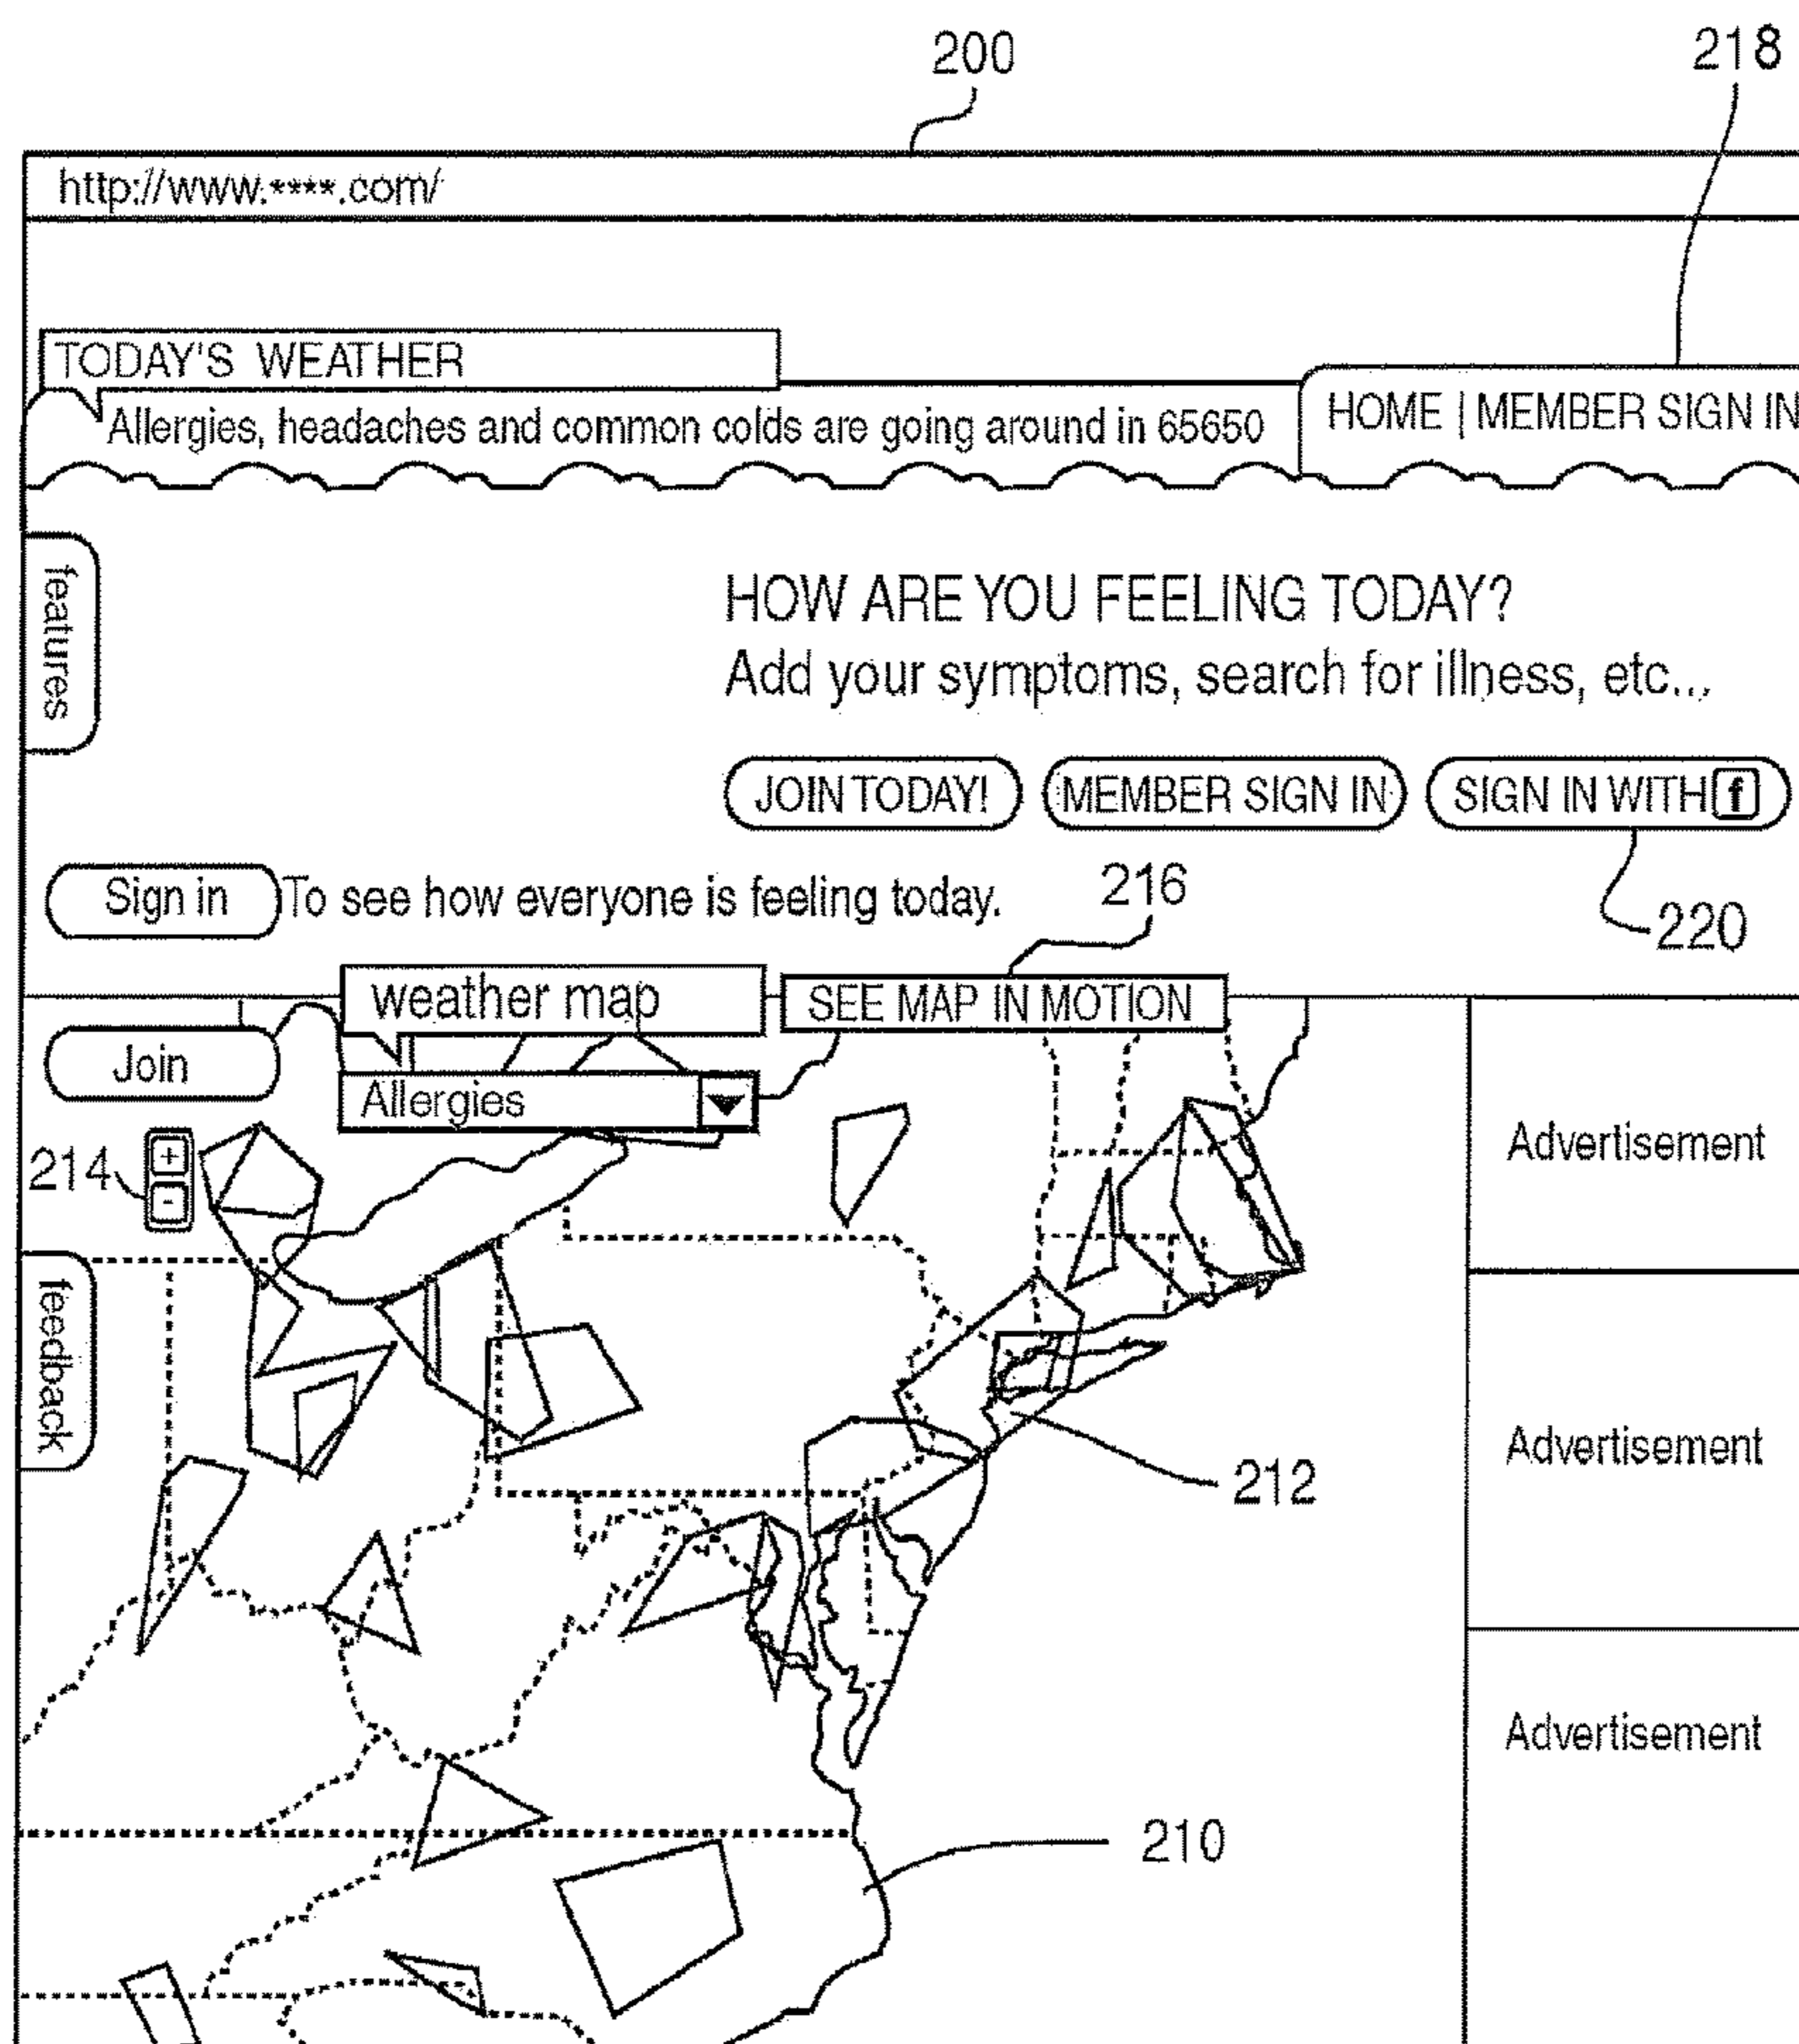 200
218
http://www.****.com/
TODAY'S WEATHER
Allergies, headaches and common colds are going around in 65650
HOME | MEMBER SIGN IN
features
HOW ARE YOU FEELING TODAY?
Add your symptoms, search for illness, etc...
JOIN TODAY!
MEMBER SIGN IN
SIGN IN WITH f
Sign in To see how everyone is feeling today.
216
220
weather map
SEE MAP IN MOTION
Join
Allergies
Advertisement
214
+
-
feedback
Advertisement
212
Advertisement
210